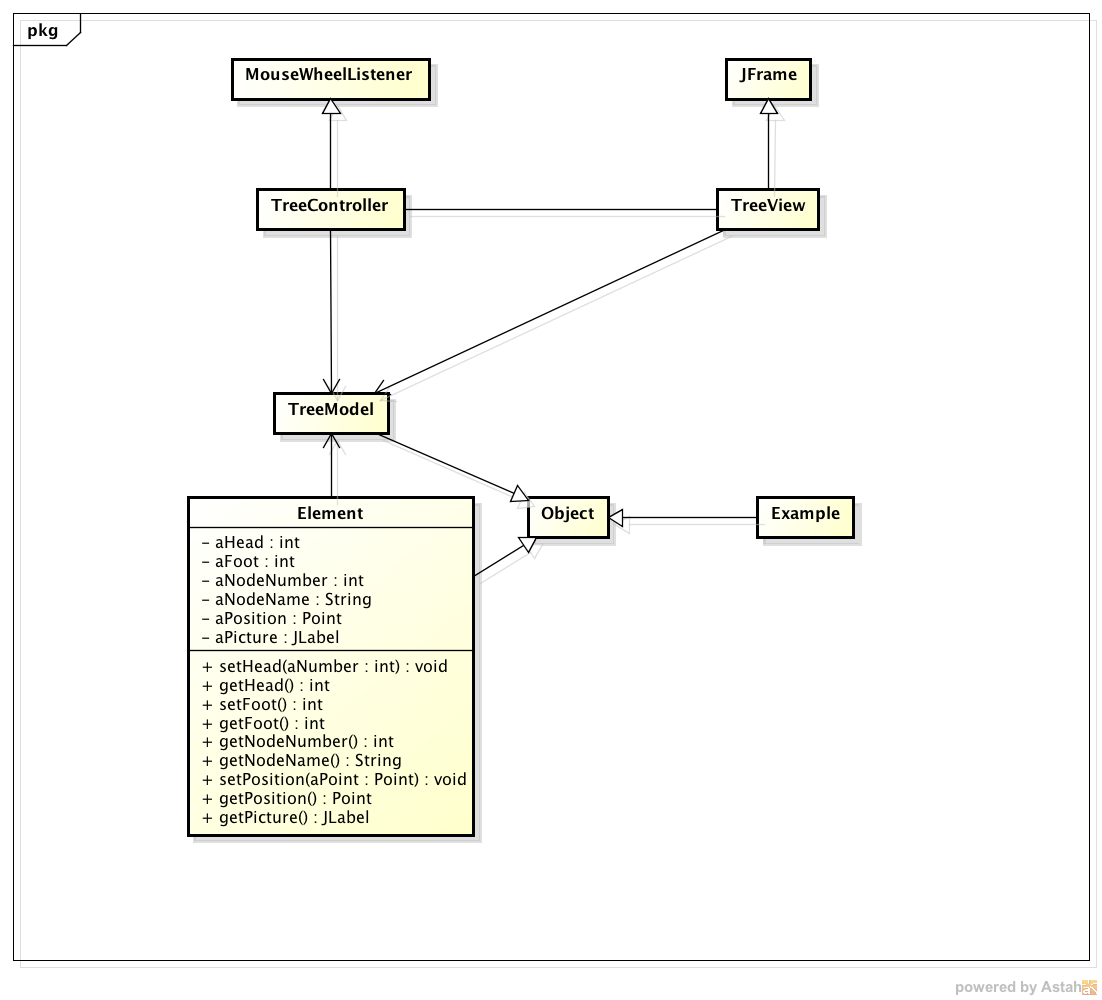 pkg
MouseWheelListener
JFrame
TreeController
TreeView
TreeModel
Element
Object
Example
- aHead : int
- aFoot : int
- aNodeNumber : int
- aNodeName : String
- aPosition : Point
- aPicture : JLabel
+ setHead(aNumber : int) : void
+ getHead() : int
+ setFoot() : int
+ getFoot() : int
+ getNodeNumber() : int
+ getNodeName() : String
+ setPosition(aPoint : Point) : void
+ getPosition() : Point
+ getPicture() : JLabel
powered by Astah